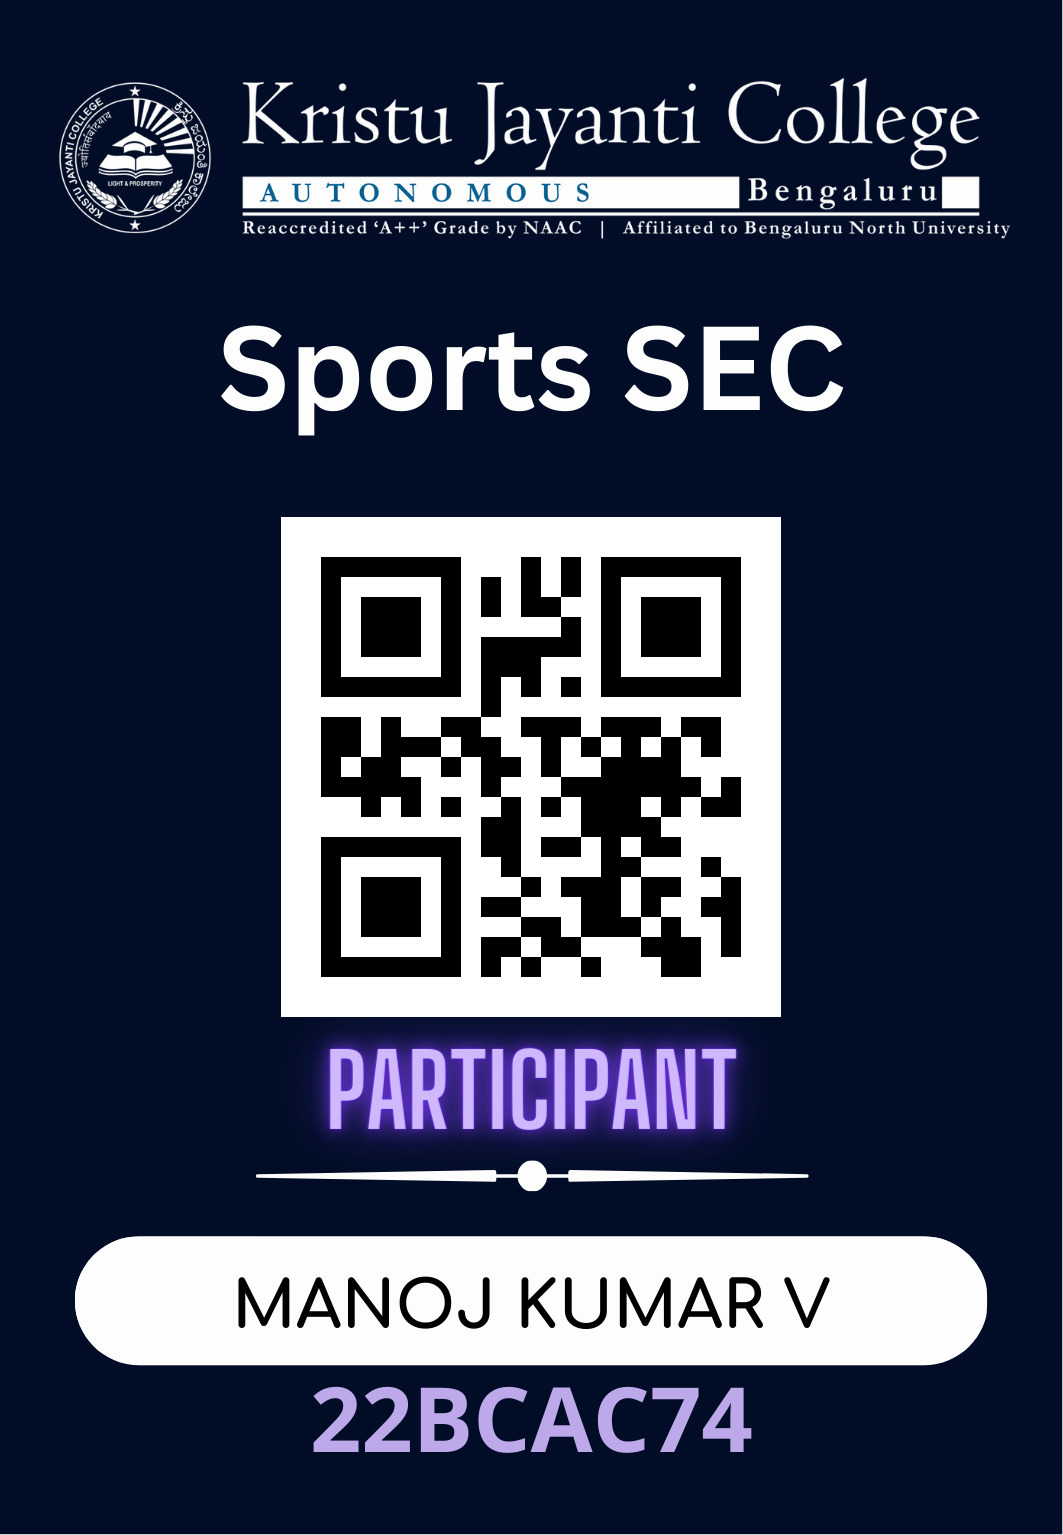 KRISTU JAYANTI COLLEGE
ಕ್ರಿಸ್ತು ಜಯಂತಿ ಕಾಲೇಜು
LIGHT & PROSPERITY
Kristu Jayanti College
AUTONOMOUS Bengaluru
Reaccredited ‘A++’ Grade by NAAC | Affiliated to Bengaluru North University
Sports SEC
PARTICIPANT
MANOJ KUMAR V
22BCAC74